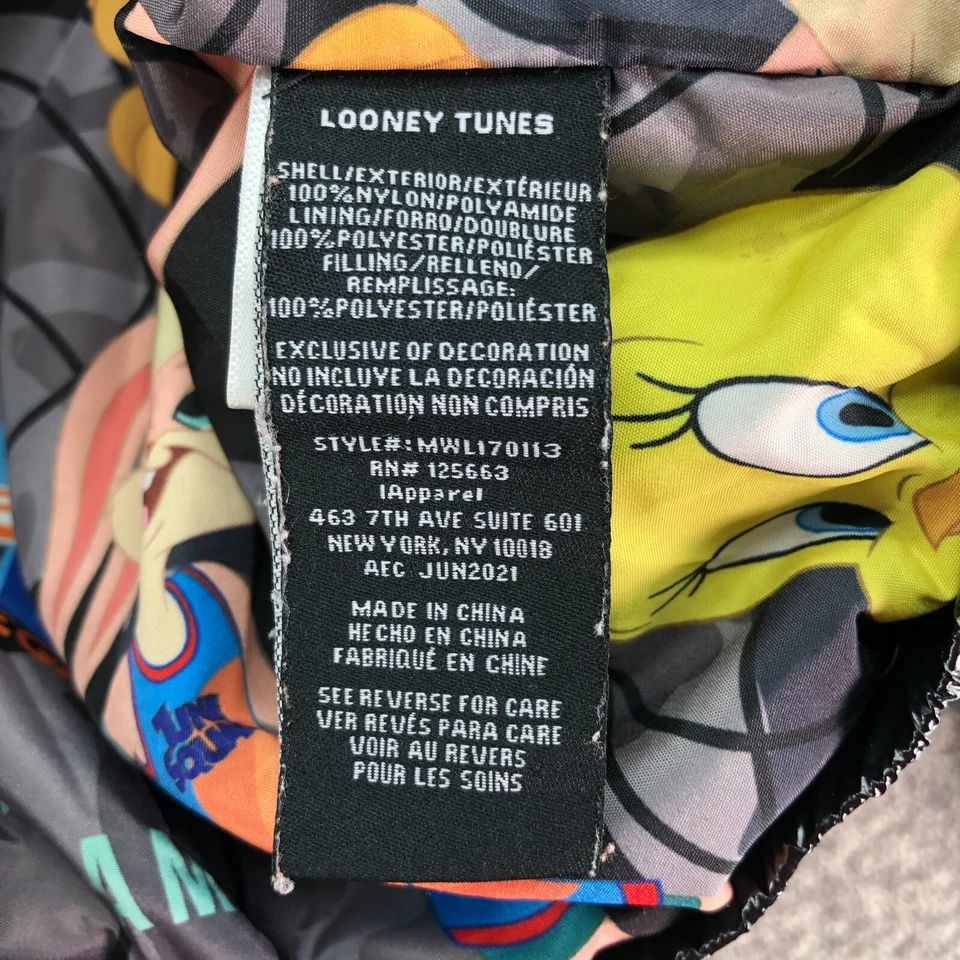 LOONEY TUNES
SHELL/EXTERIOR/EXTÉRIEUR
100%NYLON/POLYAMIDE
LINING/FORRO/DOUBLURE
100%POLYESTER/POLIÉSTER
FILLING/RELLENO/
REMPLISSAGE:
100%POLYESTER/POLIÉSTER
EXCLUSIVE OF DECORATION
NO INCLUYE LA DECORACIÓN
DÉCORATION NON COMPRIS
STYLE#:MWL170113
RN# 125663
IApparel
463 7TH AVE SUITE 601
NEW YORK, NY 10018
AEC JUN2021
MADE IN CHINA
HECHO EN CHINA
FABRIQUÉ EN CHINE
SEE REVERSE FOR CARE
VER REVÉS PARA CARE
VOIR AU REVERS
POUR LES SOINS
TUNE
SQUAD
AM